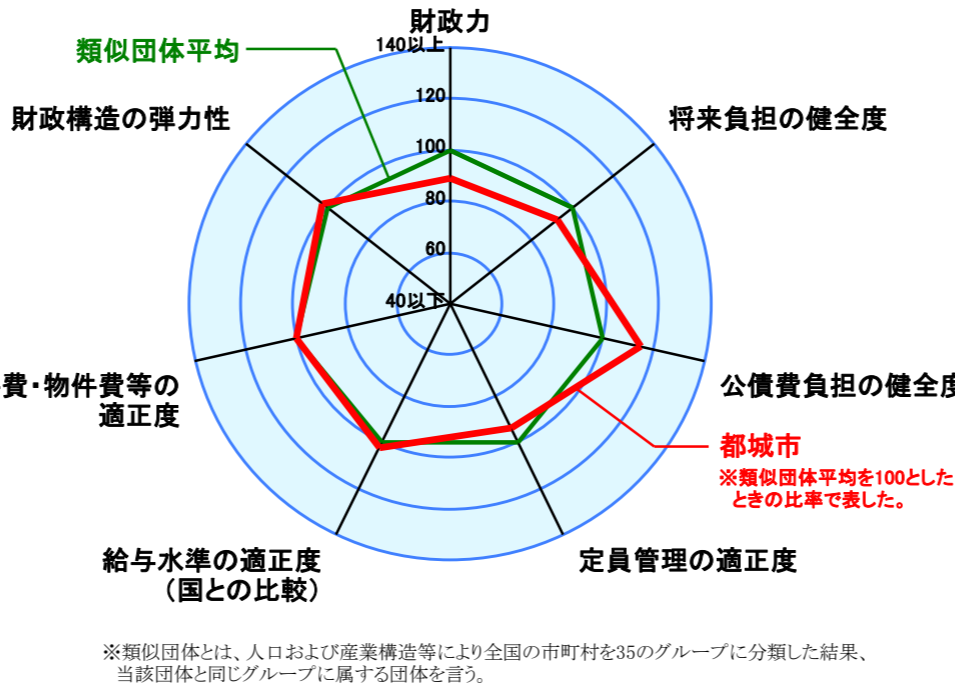 財政力
140以上
類似団体平均
120
財政構造の弾力性
将来負担の健全度
100
80
60
40以下
費・物件費等の
適正度
公債費負担の健全度
都城市
※類似団体平均を100とした
ときの比率で表した。
給与水準の適正度
（国との比較）
定員管理の適正度
※類似団体とは、人口および産業構造等により全国の市町村を35のグループに分類した結果、
当該団体と同じグループに属する団体を言う。